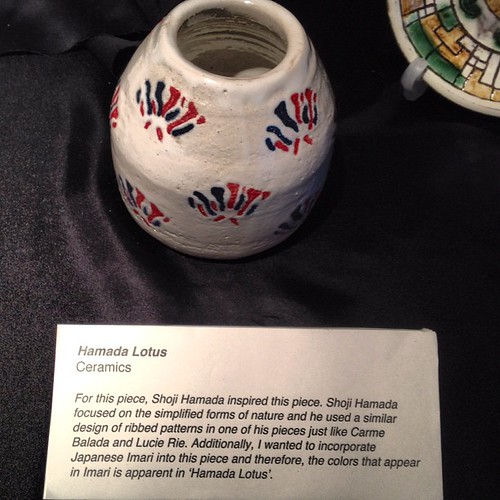 Hamada Lotus
Ceramics
For this piece, Shoji Hamada inspired this piece. Shoji Hamada
focused on the simplified forms of nature and he used a similar
design of ribbed patterns in one of his pieces just like Carme
Balada and Lucie Rie. Additionally, I wanted to incorporate
Japanese Imari into this piece and therefore, the colors that appear
in Imari is apparent in ‘Hamada Lotus’.